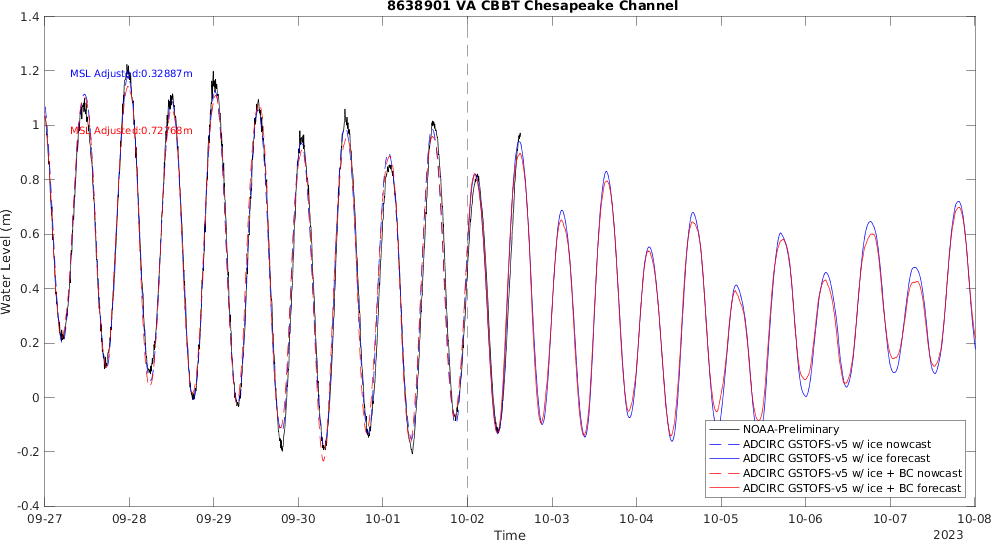 8638901 VA CBBT Chesapeake Channel
1.4
1.2
1
0.8
0.6
0.4
0.2
0
-0.2
-0.4
Water Level (m)
MSL Adjusted:0.32887m
MSL Adjusted:0.72768m
NOAA-Preliminary
ADCIRC GSTOFS-v5 w/ ice nowcast
ADCIRC GSTOFS-v5 w/ ice forecast
ADCIRC GSTOFS-v5 w/ ice + BC nowcast
ADCIRC GSTOFS-v5 w/ ice + BC forecast
09-27 09-28 09-29 09-30 10-01 10-02 10-03 10-04 10-05 10-06 10-07 10-08
Time
2023